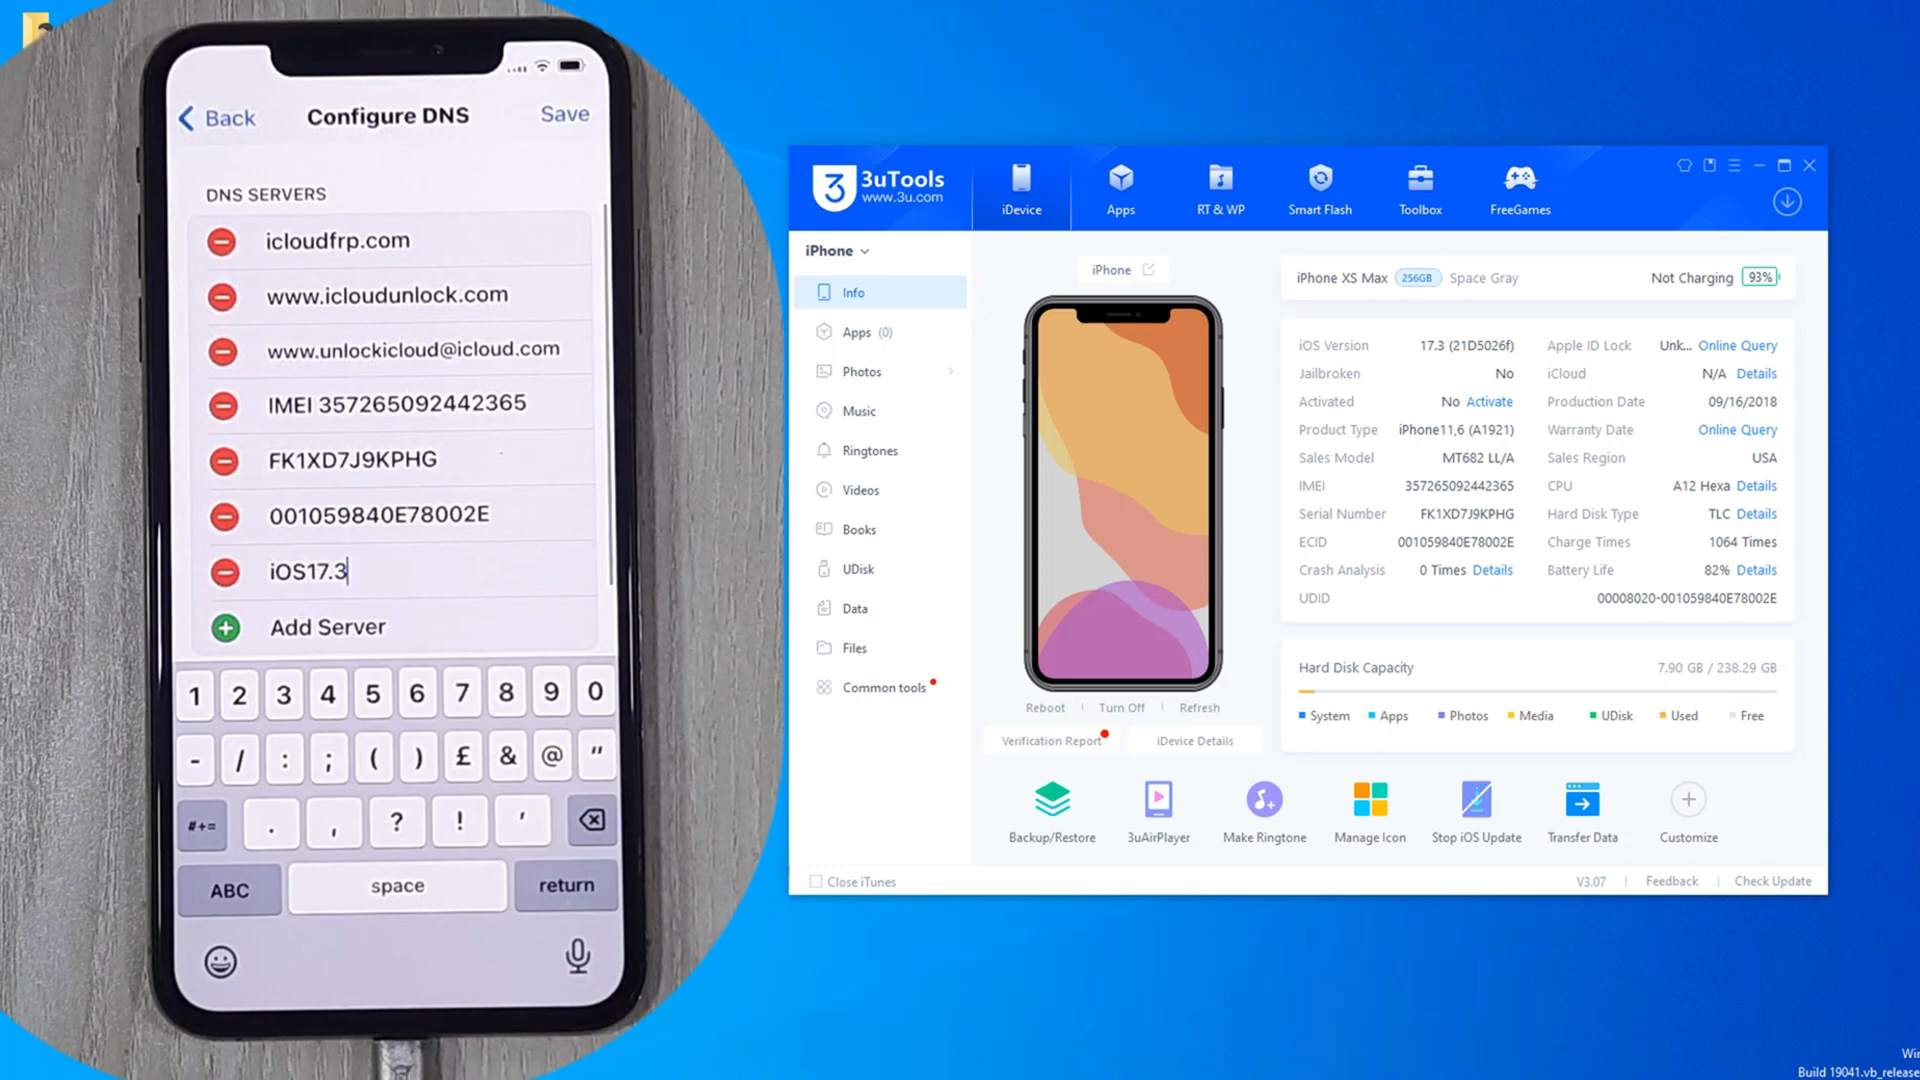 Back
Configure DNS
Save
DNS SERVERS
icloudfrp.com
www.icloudunlock.com
www.unlockicloud@icloud.com
IMEI 357265092442365
FK1XD7J9KPHG
001059840E78002E
iOS17.3
Add Server
1 2 3 4 5 6 7 8 9 0
- / : ; ( ) £ & @ "
#+= . , ? ! '
ABC space return
3uTools
www.3u.com
iDevice
Apps
RT & WP
Smart Flash
Toolbox
FreeGames
iPhone
Info
Apps (0)
Photos
Music
Ringtones
Videos
Books
UDisk
Data
Files
Common tools
iPhone
Reboot
Turn Off
Refresh
Verification Report
iDevice Details
iPhone XS Max 256GB Space Gray
Not Charging 93%
iOS Version 17.3 (21D5026f)
Apple ID Lock Unk... Online Query
Jailbroken No
iCloud N/A Details
Activated No Activate
Production Date 09/16/2018
Product Type iPhone11,6 (A1921)
Warranty Date Online Query
Sales Model MT682 LL/A
Sales Region USA
IMEI 357265092442365
CPU A12 Hexa Details
Serial Number FK1XD7J9KPHG
Hard Disk Type TLC Details
ECID 001059840E78002E
Charge Times 1064 Times
Crash Analysis 0 Times Details
Battery Life 82% Details
UDID 00008020-001059840E78002E
Hard Disk Capacity 7.90 GB / 238.29 GB
System Apps Photos Media UDisk Used Free
Backup/Restore
3uAirPlayer
Make Ringtone
Manage Icon
Stop iOS Update
Transfer Data
Customize
Close iTunes
V3.07
Feedback
Check Update
Win
Build 19041.vb_release